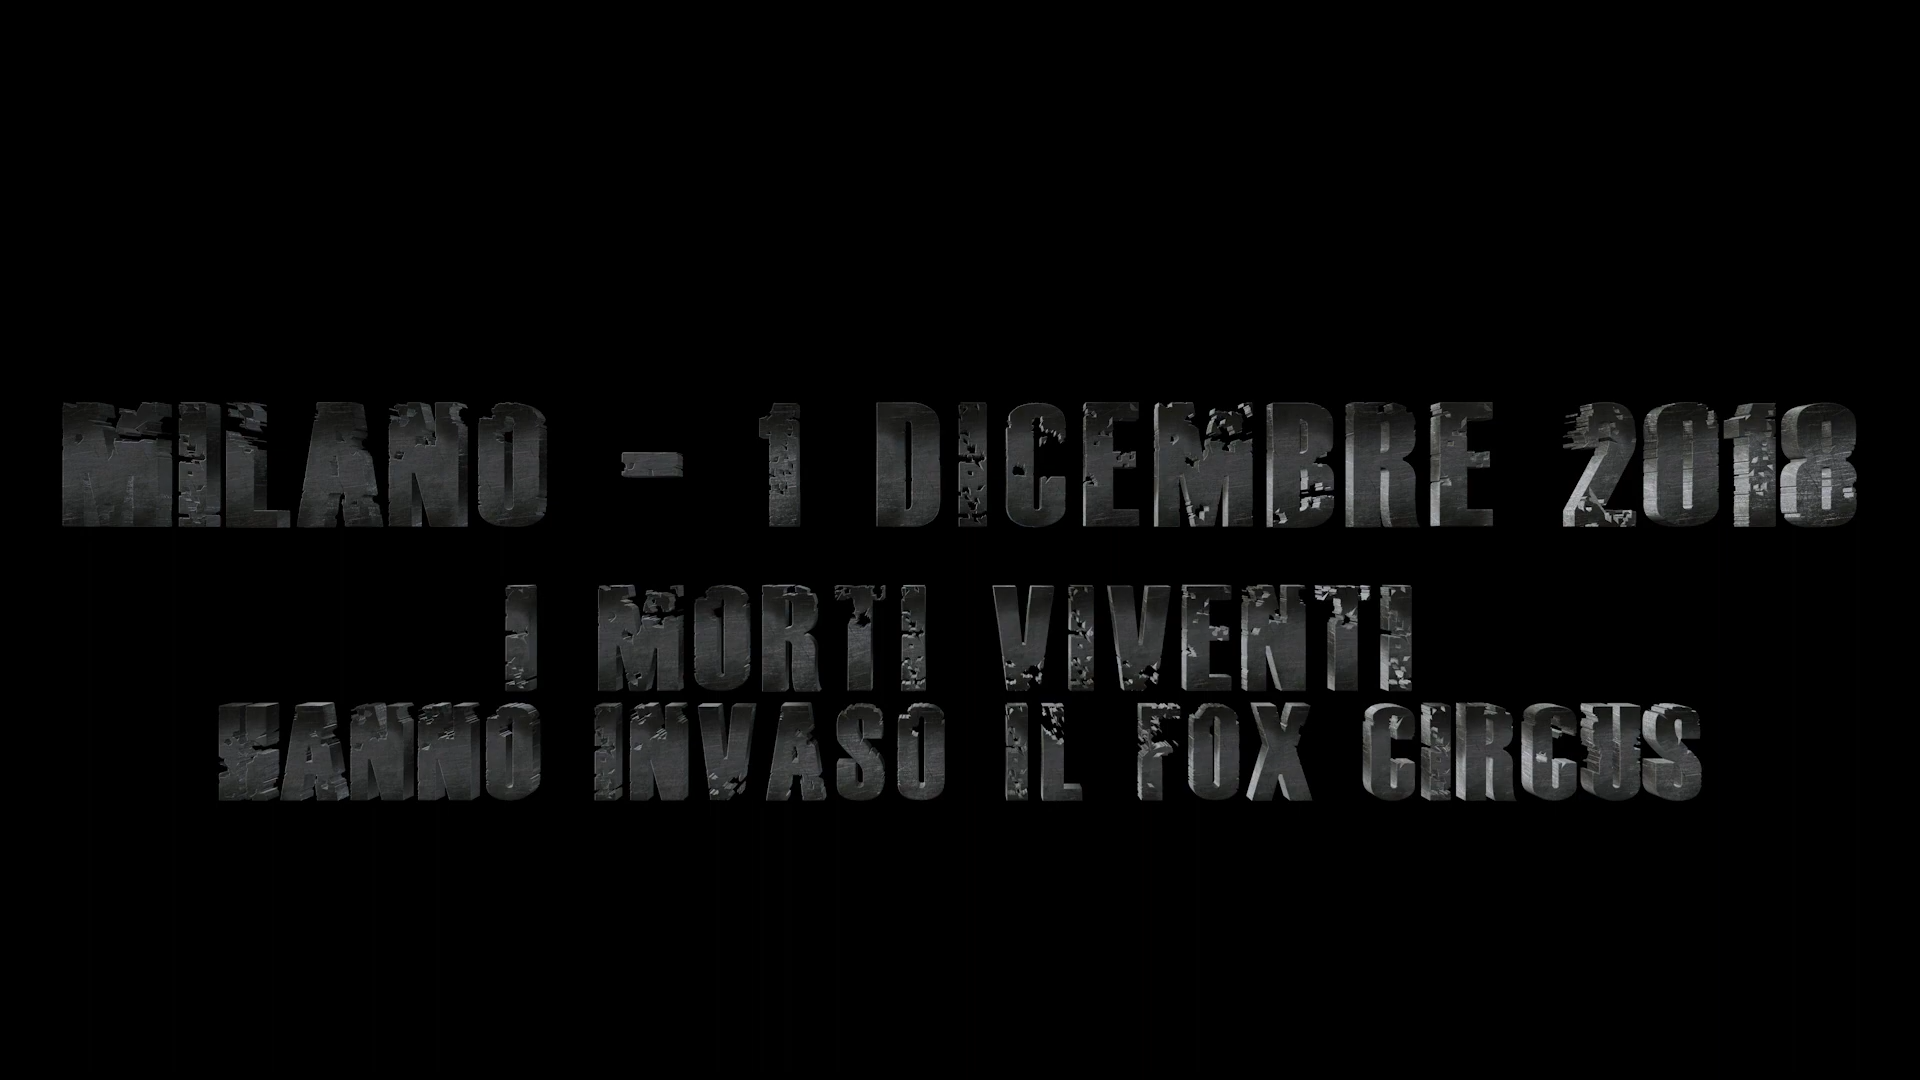 MILANO - 1 DICEMBRE 2018
I MORTI VIVENTI
HANNO INVASO IL FOX CIRCUS